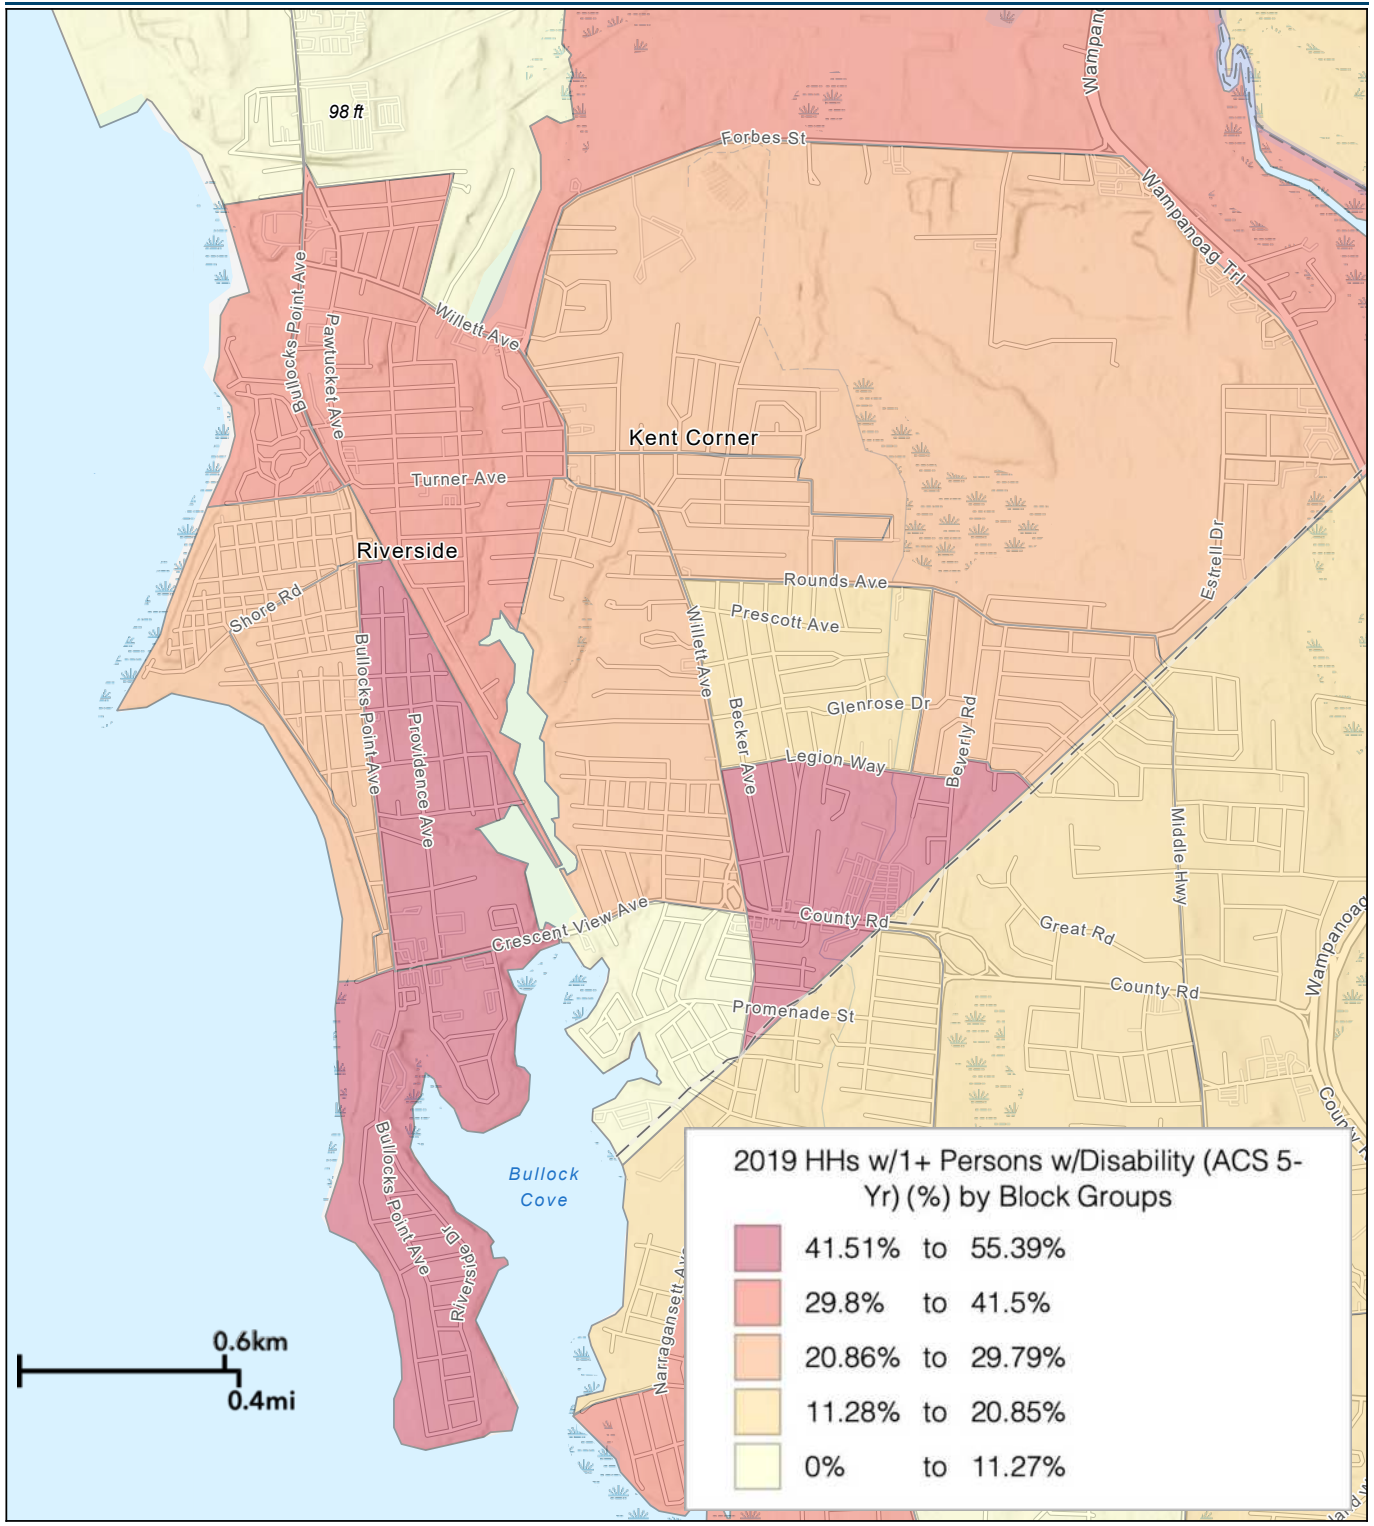 Wampano
98 ft
Forbes St
Wampanoag Trl
Bullocks Point Ave
Pawtucket Ave
Willett Ave
Kent Corner
Turner Ave
Riverside
Estrell Dr
Rounds Ave
Shore Rd
Prescott Ave
Willett Ave
Bullocks Point Ave
Glenrose Dr
Becker Ave
Beverly Rd
Providence Ave
Legion Way
Middle Hwy
Crescent View Ave
County Rd
Great Rd
Wampanoag
County Rd
Promenade St
Bullocks Point Ave
Riverside Dr
Bullock
Cove
Narragansett Av
County R
2019 HHs w/1+ Persons w/Disability (ACS 5-
Yr) (%) by Block Groups
41.51% to 55.39%
29.8% to 41.5%
20.86% to 29.79%
11.28% to 20.85%
0% to 11.27%
0.6km
0.4mi